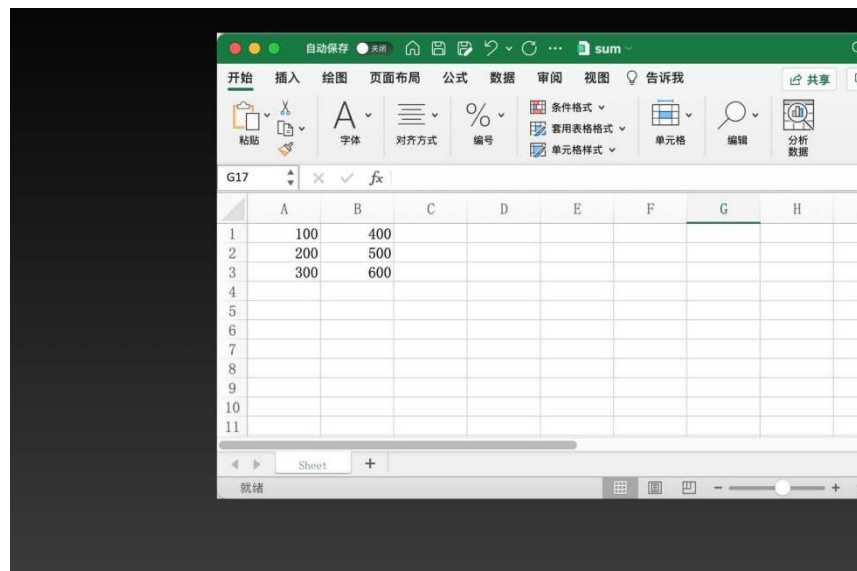 自动保存 关闭 ... sum
开始 插入 绘图 页面布局 公式 数据 审阅 视图 告诉我 共享
粘贴 字体 对齐方式 % 编号 条件格式 套用表格格式 单元格样式 单元格 编辑 分析数据
G17 fx
A B C D E F G H
1 100 400
2 200 500
3 300 600
4
5
6
7
8
9
10
11
Sheet +
就绪 - +